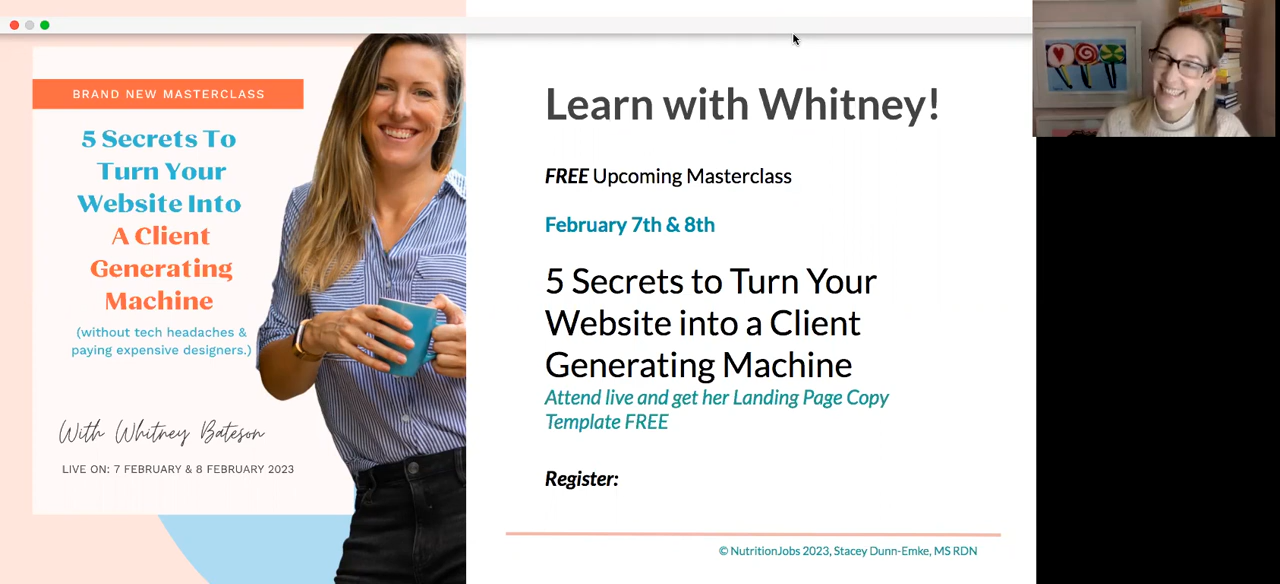 BRAND NEW MASTERCLASS
5 Secrets To
Turn Your
Website Into
A Client
Generating
Machine
(without tech headaches &
paying expensive designers.)
With Whitney Bateson
LIVE ON: 7 FEBRUARY & 8 FEBRUARY 2023
Learn with Whitney!
FREE Upcoming Masterclass
February 7th & 8th
5 Secrets to Turn Your
Website into a Client
Generating Machine
Attend live and get her Landing Page Copy
Template FREE
Register:
© NutritionJobs 2023, Stacey Dunn-Emke, MS RDN